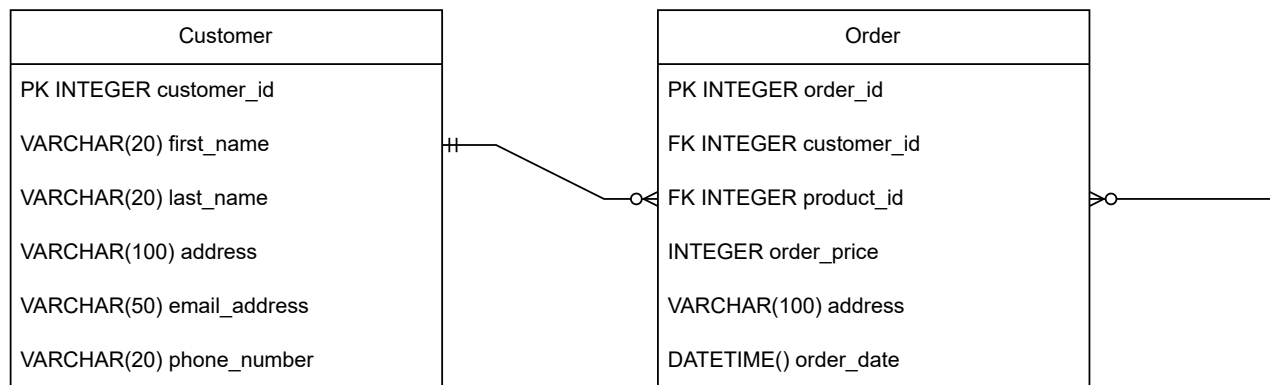 Customer
PK INTEGER customer_id
VARCHAR(20) first_name
VARCHAR(20) last_name
VARCHAR(100) address
VARCHAR(50) email_address
VARCHAR(20) phone_number
Order
PK INTEGER order_id
FK INTEGER customer_id
FK INTEGER product_id
INTEGER order_price
VARCHAR(100) address
DATETIME() order_date